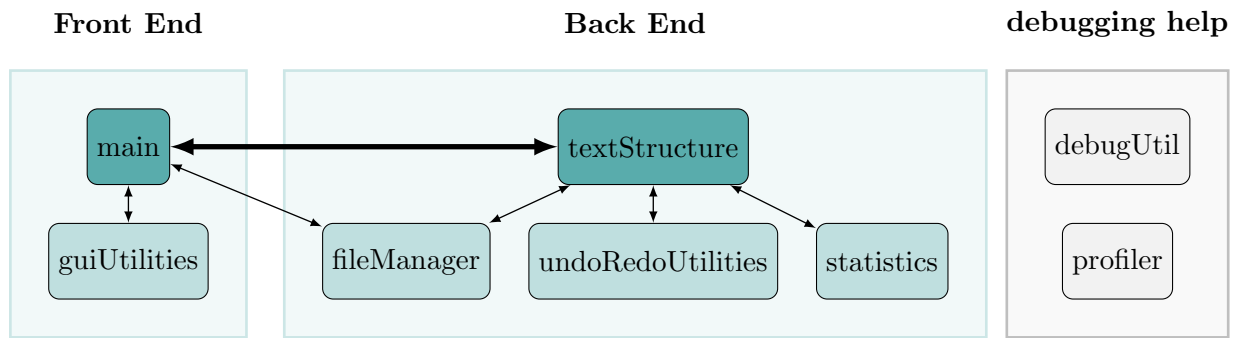 Front End
Back End
debugging help
main
textStructure
debugUtil
guiUtilities
fileManager
undoRedoUtilities
statistics
profiler